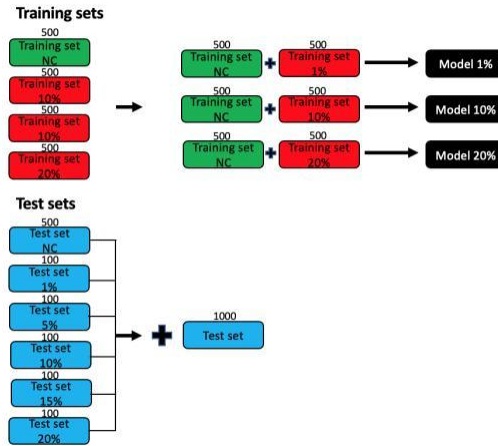 Training sets
500
Training set
NC
500
Training set
10%
500
Training set
10%
500
Training set
20%
500
Training set
NC
500
Training set
1%
Model 1%
500
Training set
NC
500
Training set
10%
Model 10%
500
Training set
NC
500
Training set
20%
Model 20%
Test sets
500
Test set
NC
100
Test set
1%
100
Test set
5%
100
Test set
10%
100
Test set
15%
100
Test set
20%
1000
Test set